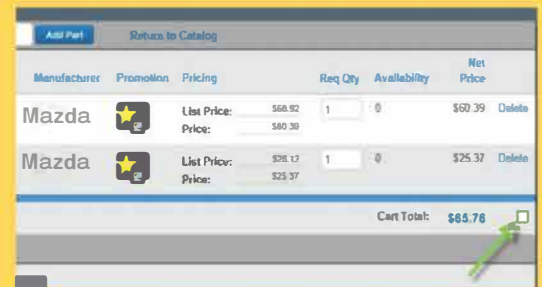 Add Part Return to Catalog
Manufacturer Promotion Pricing Req Qty Availability Net Price
Mazda List Price: $68.92 1 0 $60.39 Delete
Price: $60.39
Mazda List Price: 1 0 $25.37 Delete
Price: $25.37
Cart Total: $85.76